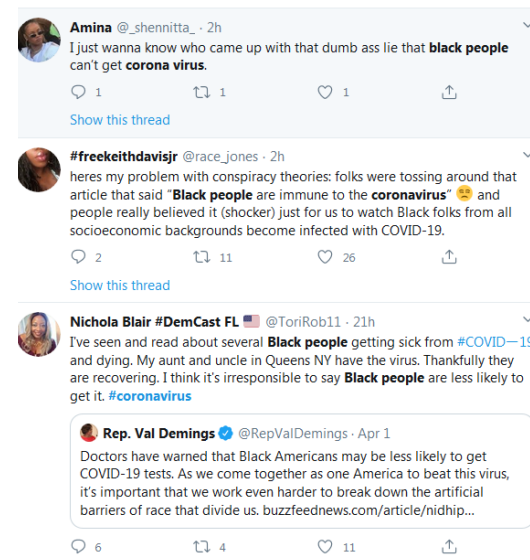 Amina @_shennitta_ · 2h
I just wanna know who came up with that dumb ass lie that black people
can't get corona virus.
1 1 1
Show this thread
#freekeithdavisjr @race_jones · 2h
heres my problem with conspiracy theories: folks were tossing around that
article that said "Black people are immune to the coronavirus" 😒 and
people really believed it (shocker) just for us to watch Black folks from all
socioeconomic backgrounds become infected with COVID-19.
2 11 26
Show this thread
Nichola Blair #DemCast FL 🇺🇸 @ToriRob11 · 21h
I've seen and read about several Black people getting sick from #COVID—19
and dying. My aunt and uncle in Queens NY have the virus. Thankfully they
are recovering. I think it's irresponsible to say Black people are less likely to
get it. #coronavirus
Rep. Val Demings @RepValDemings · Apr 1
Doctors have warned that Black Americans may be less likely to get
COVID-19 tests. As we come together as one America to beat this virus,
it's important that we work even harder to break down the artificial
barriers of race that divide us. buzzfeednews.com/article/nidhip...
6 4 11